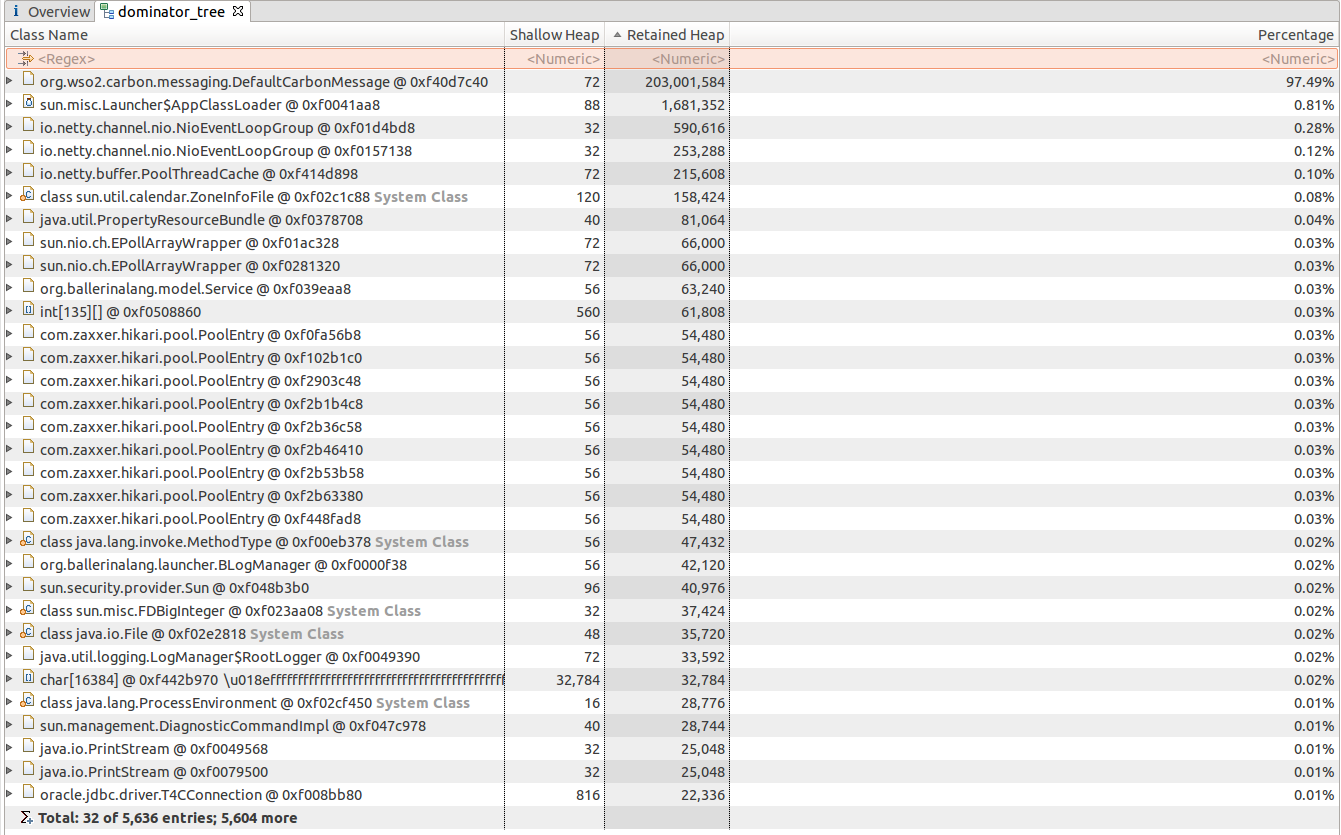 i Overview dominator_tree
Class Name Shallow Heap Retained Heap Percentage
<Regex> <Numeric> <Numeric> <Numeric>
org.wso2.carbon.messaging.DefaultCarbonMessage @ 0xf40d7c40 72 203,001,584 97.49%
sun.misc.Launcher$AppClassLoader @ 0xf0041aa8 88 1,681,352 0.81%
io.netty.channel.nio.NioEventLoopGroup @ 0xf01d4bd8 32 590,616 0.28%
io.netty.channel.nio.NioEventLoopGroup @ 0xf0157138 32 253,288 0.12%
io.netty.buffer.PoolThreadCache @ 0xf414d898 72 215,608 0.10%
class sun.util.calendar.ZoneInfoFile @ 0xf02c1c88 System Class 120 158,424 0.08%
java.util.PropertyResourceBundle @ 0xf0378708 40 81,064 0.04%
sun.nio.ch.EPollArrayWrapper @ 0xf01ac328 72 66,000 0.03%
sun.nio.ch.EPollArrayWrapper @ 0xf0281320 72 66,000 0.03%
org.ballerinalang.model.Service @ 0xf039eaa8 56 63,240 0.03%
int[135][] @ 0xf0508860 560 61,808 0.03%
com.zaxxer.hikari.pool.PoolEntry @ 0xf0fa56b8 56 54,480 0.03%
com.zaxxer.hikari.pool.PoolEntry @ 0xf102b1c0 56 54,480 0.03%
com.zaxxer.hikari.pool.PoolEntry @ 0xf2903c48 56 54,480 0.03%
com.zaxxer.hikari.pool.PoolEntry @ 0xf2b1b4c8 56 54,480 0.03%
com.zaxxer.hikari.pool.PoolEntry @ 0xf2b36c58 56 54,480 0.03%
com.zaxxer.hikari.pool.PoolEntry @ 0xf2b46410 56 54,480 0.03%
com.zaxxer.hikari.pool.PoolEntry @ 0xf2b53b58 56 54,480 0.03%
com.zaxxer.hikari.pool.PoolEntry @ 0xf2b63380 56 54,480 0.03%
com.zaxxer.hikari.pool.PoolEntry @ 0xf448fad8 56 54,480 0.03%
class java.lang.invoke.MethodType @ 0xf00eb378 System Class 56 47,432 0.02%
org.ballerinalang.launcher.BLogManager @ 0xf0000f38 56 42,120 0.02%
sun.security.provider.Sun @ 0xf048b3b0 96 40,976 0.02%
class sun.misc.FDBigInteger @ 0xf023aa08 System Class 32 37,424 0.02%
class java.io.File @ 0xf02e2818 System Class 48 35,720 0.02%
java.util.logging.LogManager$RootLogger @ 0xf0049390 72 33,592 0.02%
char[16384] @ 0xf442b970 \u018efffffffffffffffffffffffffffffffffffffffffff 32,784 32,784 0.02%
class java.lang.ProcessEnvironment @ 0xf02cf450 System Class 16 28,776 0.01%
sun.management.DiagnosticCommandImpl @ 0xf047c978 40 28,744 0.01%
java.io.PrintStream @ 0xf0049568 32 25,048 0.01%
java.io.PrintStream @ 0xf0079500 32 25,048 0.01%
oracle.jdbc.driver.T4CConnection @ 0xf008bb80 816 22,336 0.01%
Total: 32 of 5,636 entries; 5,604 more